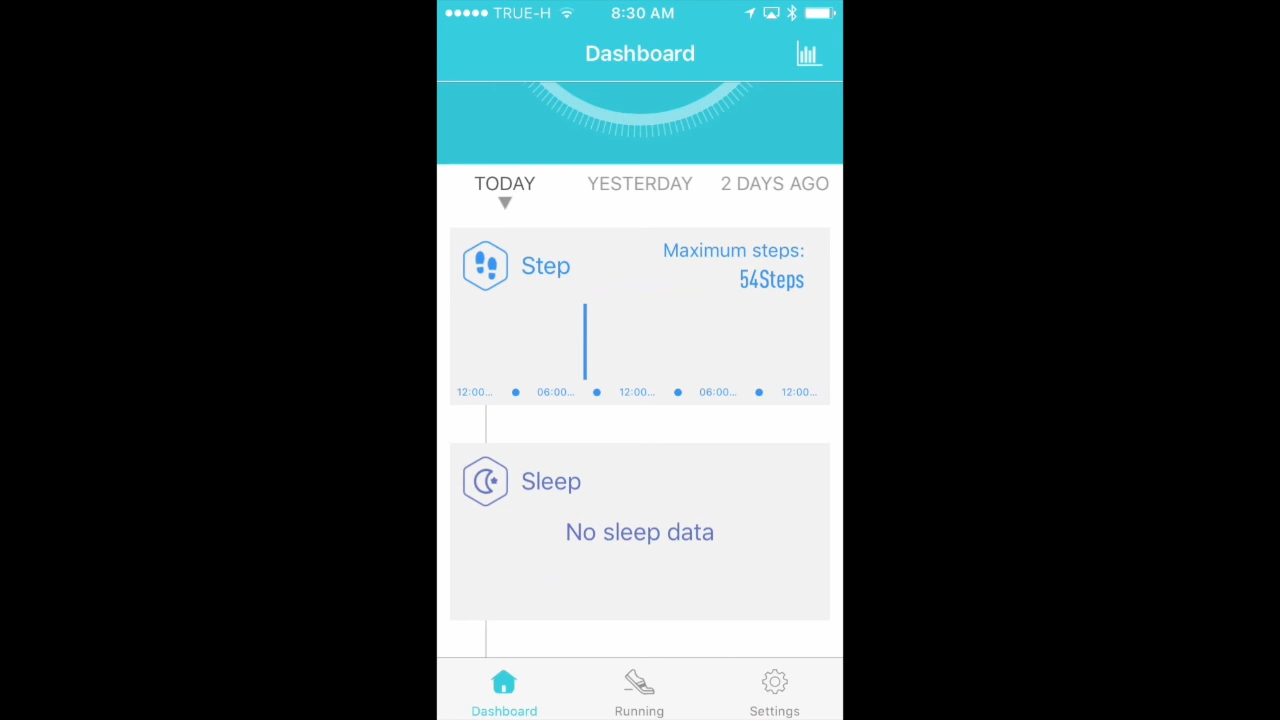 TRUE-H 8:30 AM
Dashboard
TODAY YESTERDAY 2 DAYS AGO
Step
Maximum steps:
54Steps
12:00... 06:00... 12:00... 06:00... 12:00...
Sleep
No sleep data
Dashboard Running Settings